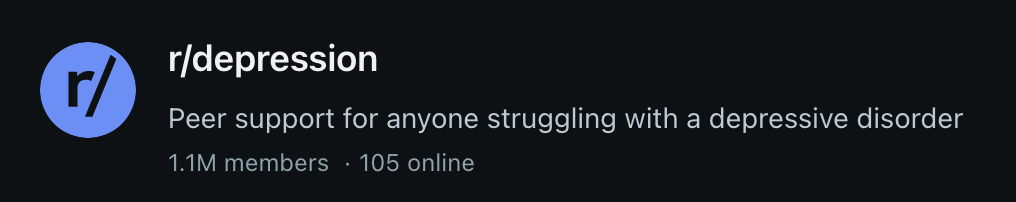 r/
r/depression
Peer support for anyone struggling with a depressive disorder
1.1M members · 105 online